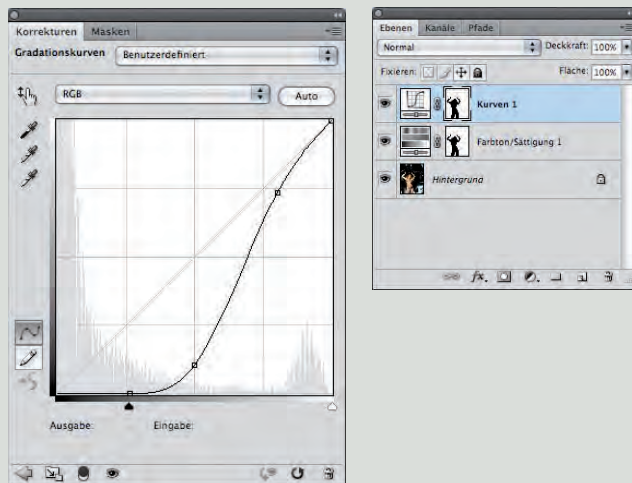 Korrekturen Masken
Gradationskurven Benutzerdefiniert
RGB Auto
Ausgabe: Eingabe:
Ebenen Kanäle Pfade
Normal Deckkraft: 100%
Fixieren: Fläche: 100%
Kurven 1
Farbton/Sättigung 1
Hintergrund
fx.